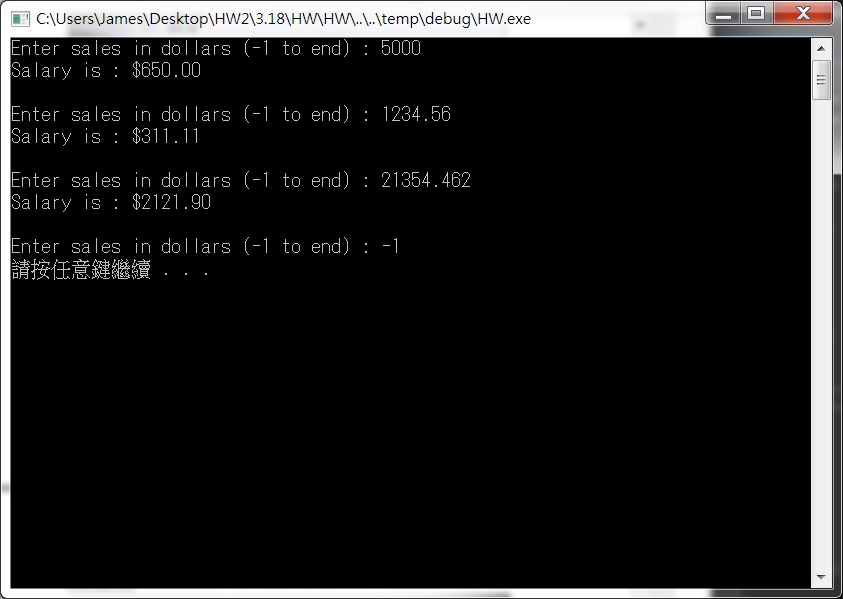 C:\Users\James\Desktop\HW2\3.18\HW\HW\..\..\temp\debug\HW.exe
Enter sales in dollars (-1 to end) : 5000
Salary is : $650.00
Enter sales in dollars (-1 to end) : 1234.56
Salary is : $311.11
Enter sales in dollars (-1 to end) : 21354.462
Salary is : $2121.90
Enter sales in dollars (-1 to end) : -1
請按任意鍵繼續 . . .